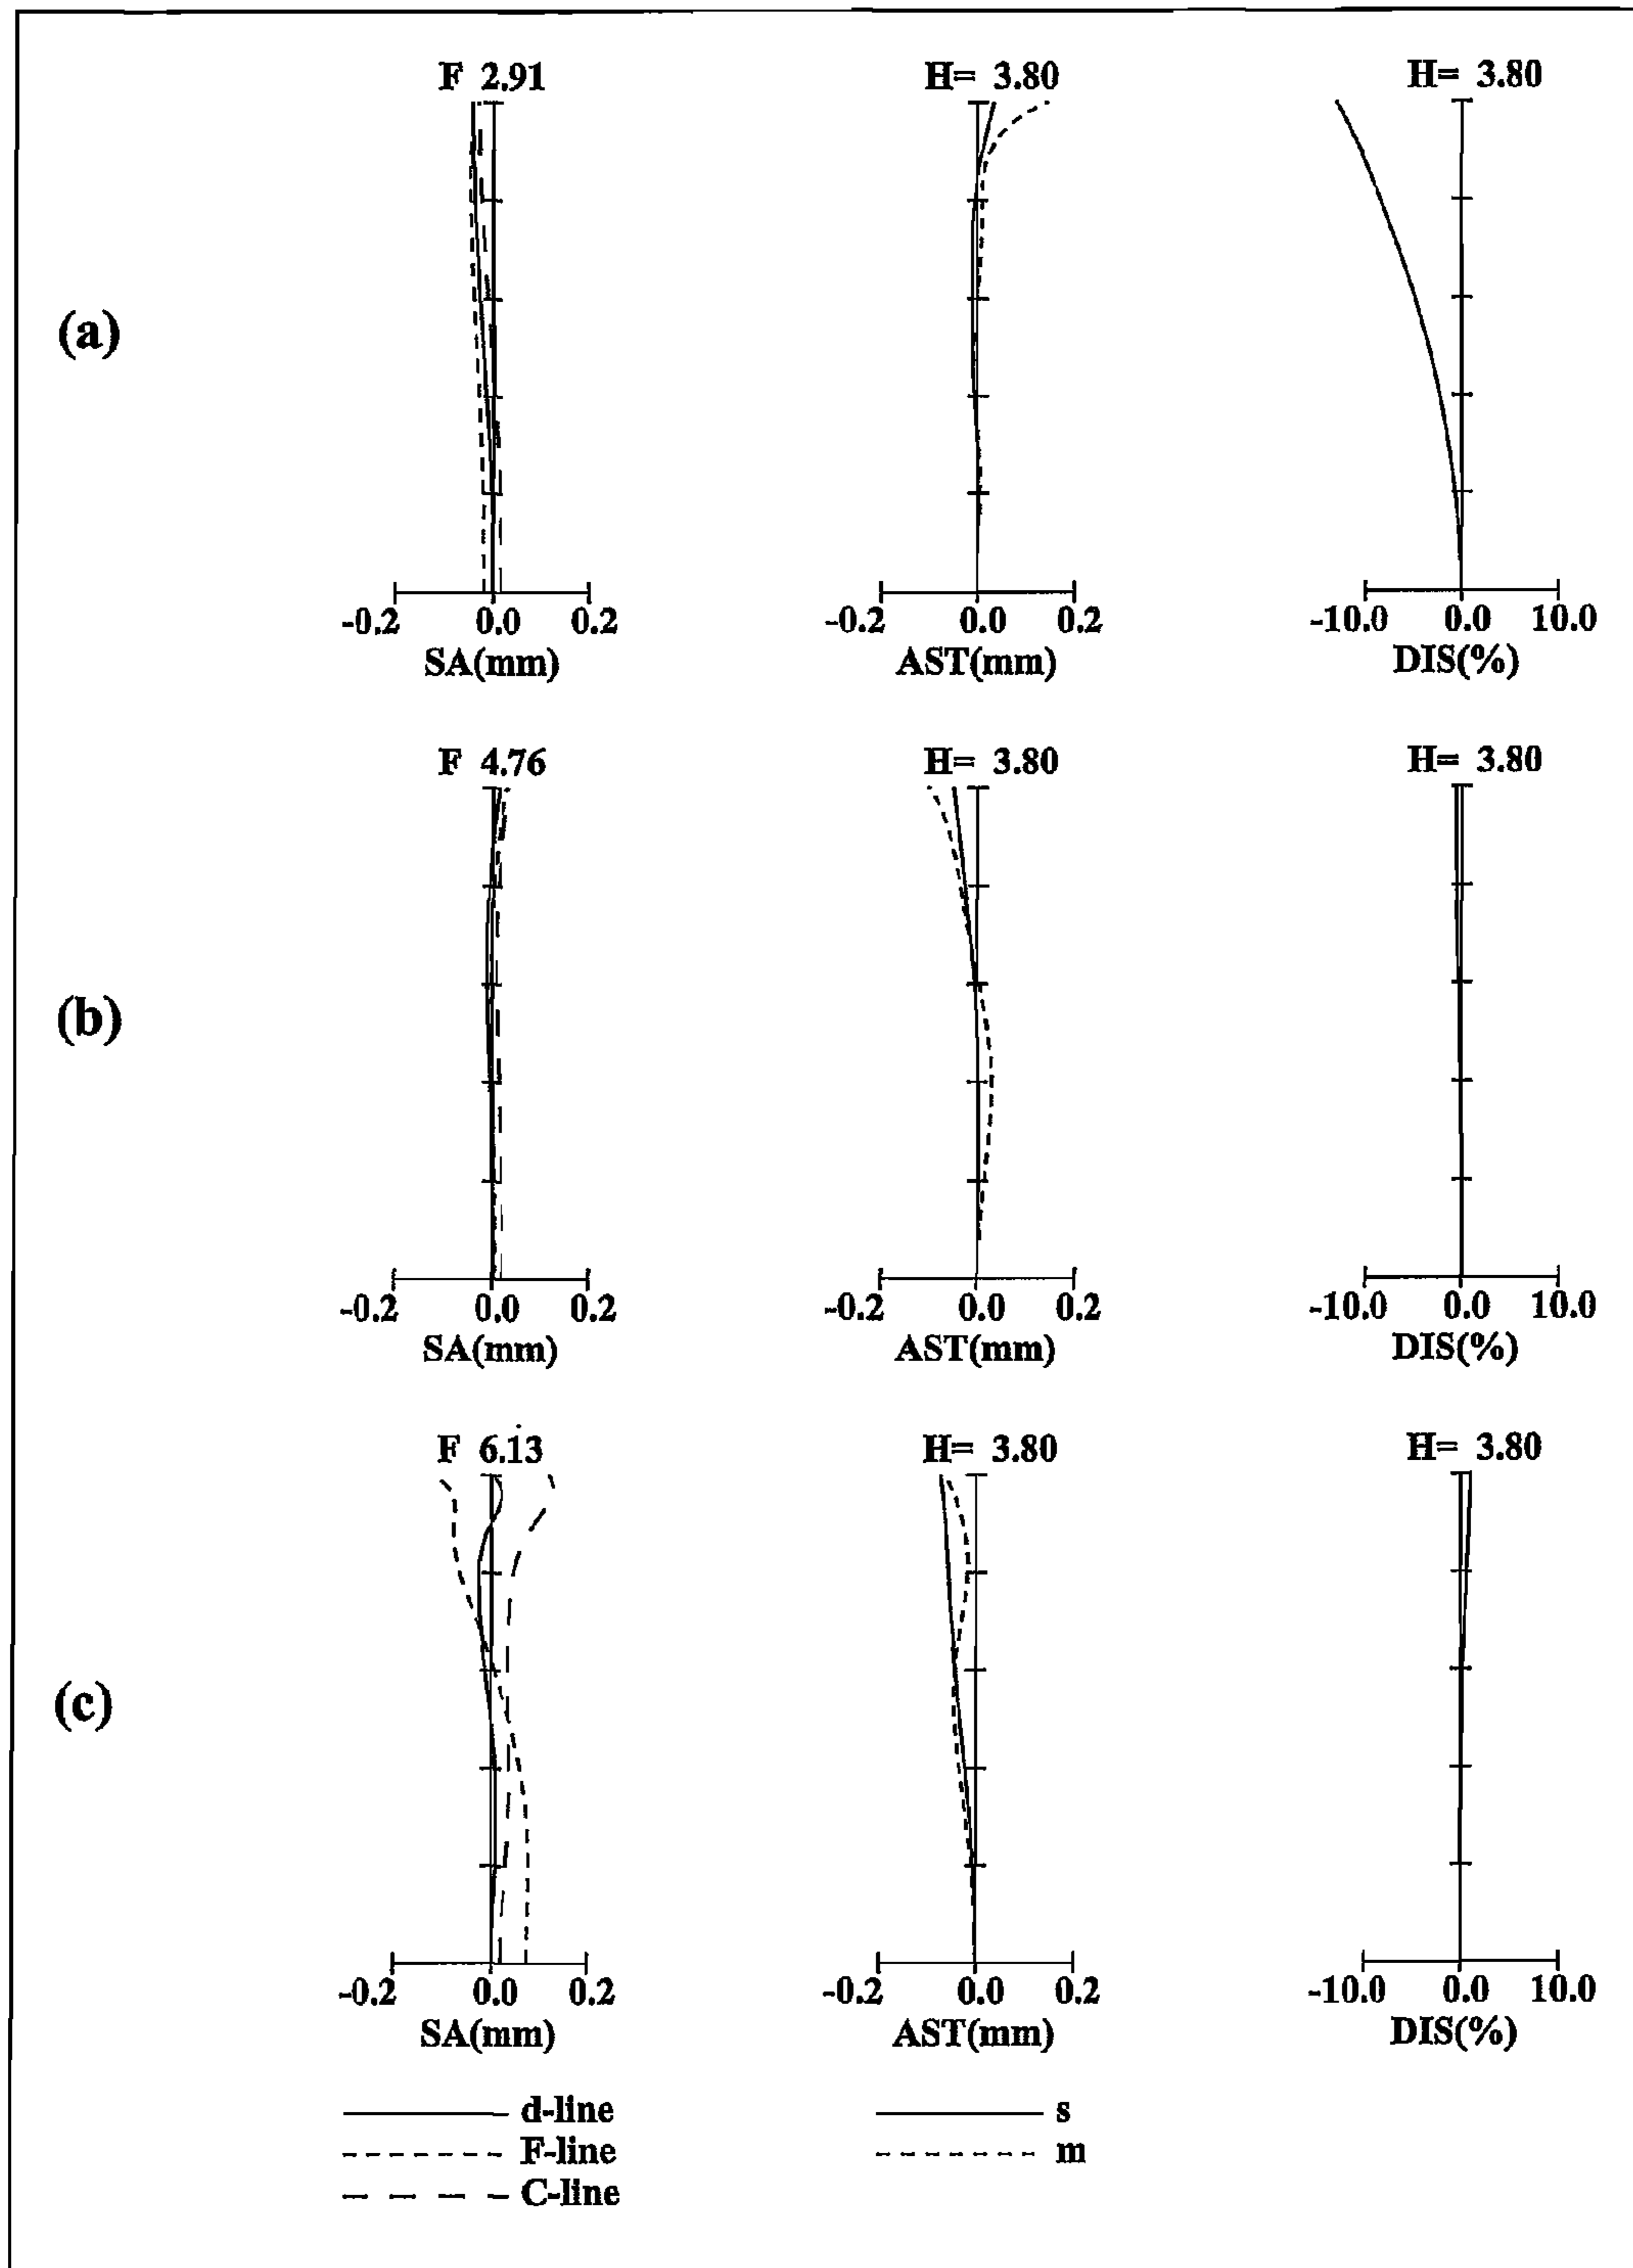 F 2.91 H= 3.80 H= 3.80
(a)
-0.2 0.0 0.2 -0.2 0.0 0.2 -10.0 0.0 10.0
SA(mm) AST(mm) DIS(%)
F 4.76 H= 3.80 H= 3.80
(b)
-0.2 0.0 0.2 -0.2 0.0 0.2 -10.0 0.0 10.0
SA(mm) AST(mm) DIS(%)
F 6.13 H= 3.80 H= 3.80
(c)
-0.2 0.0 0.2 -0.2 0.0 0.2 -10.0 0.0 10.0
SA(mm) AST(mm) DIS(%)
d-line s
F-line m
C-line